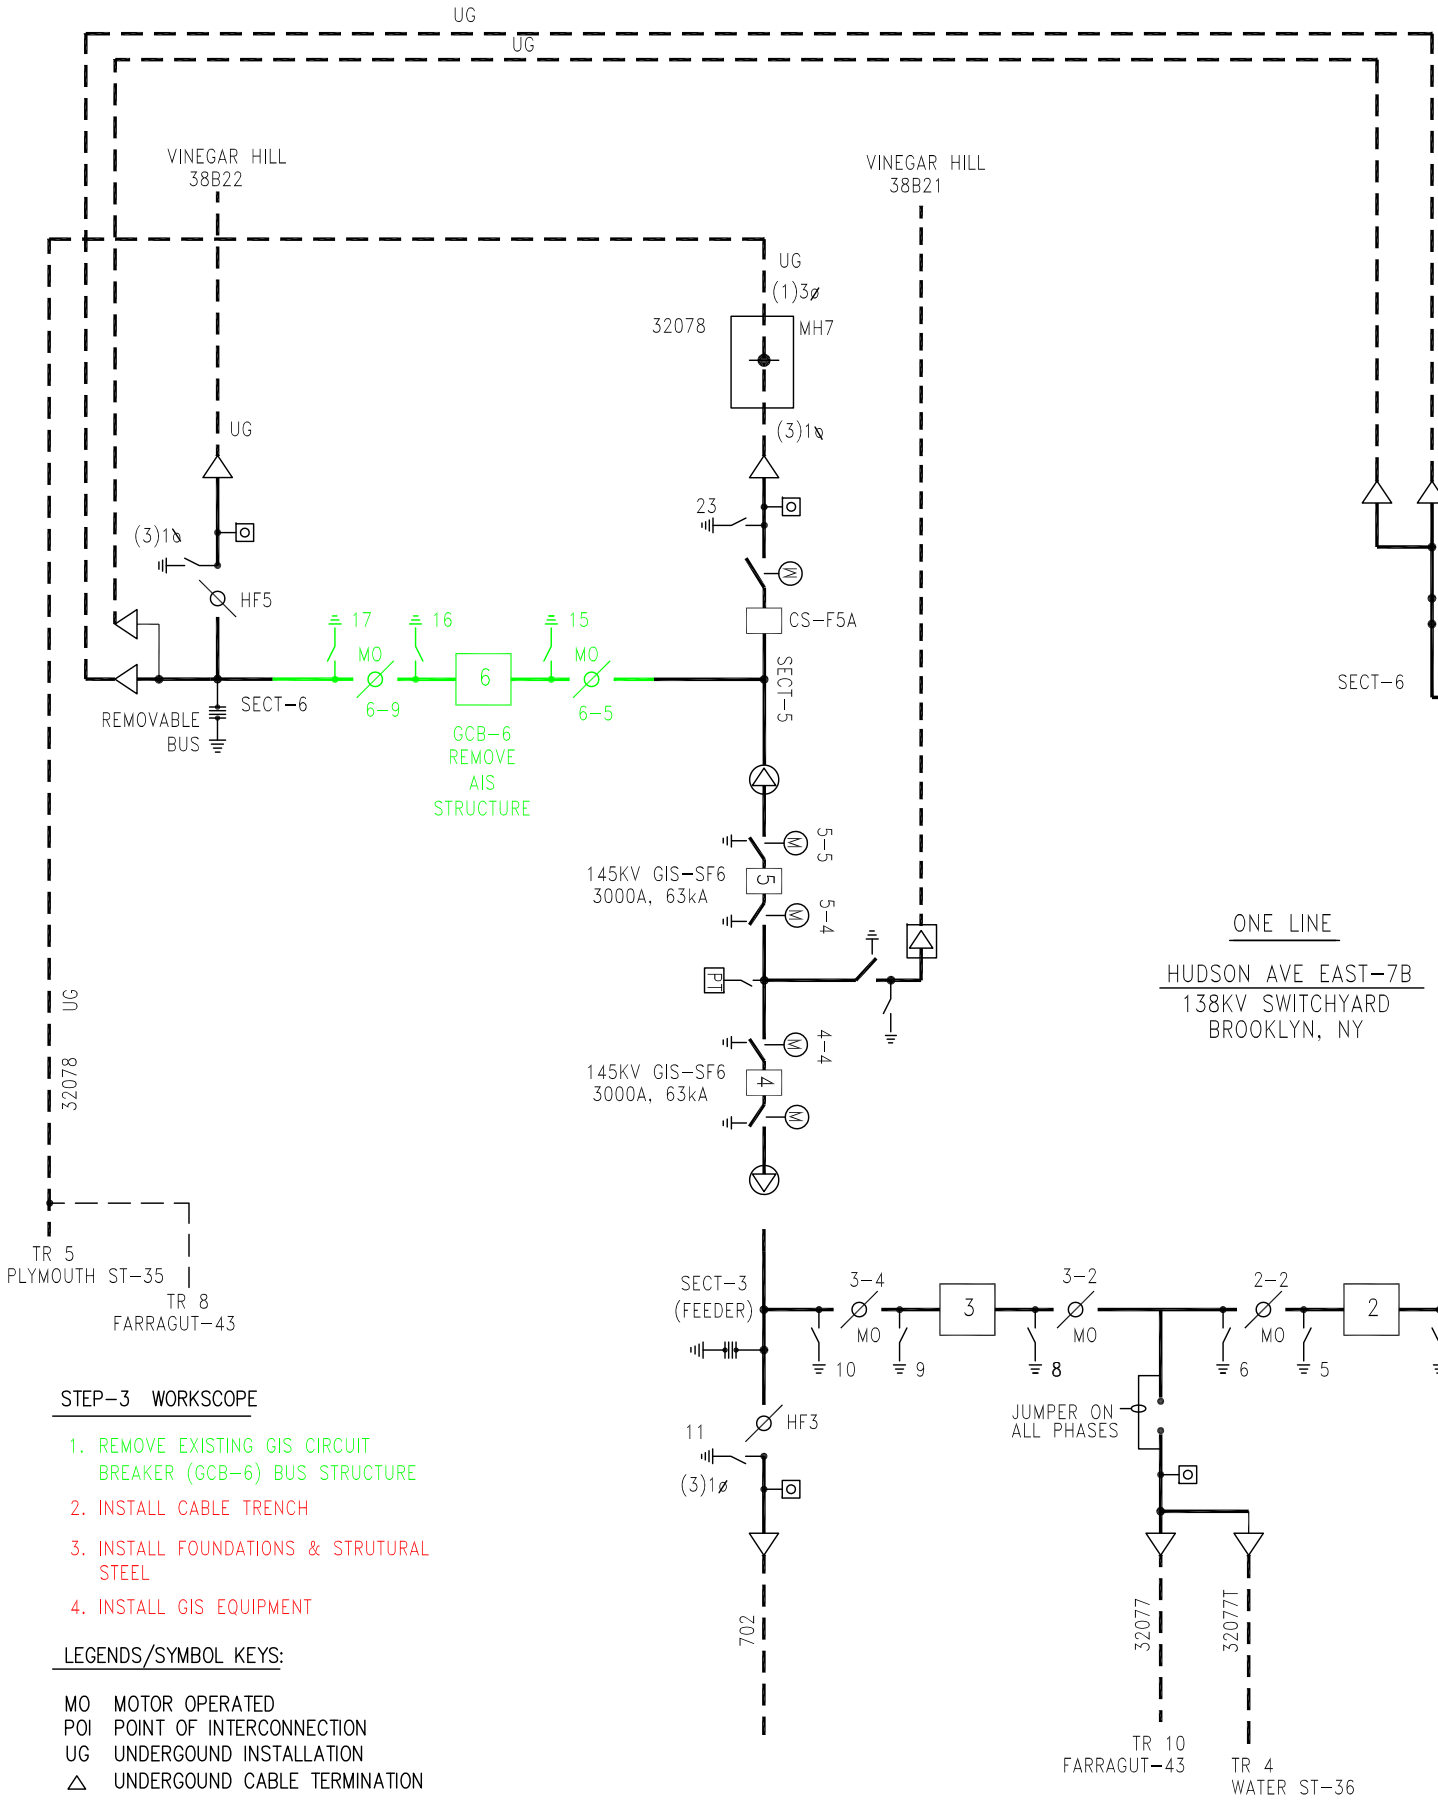 UG
UG
VINEGAR HILL
38B22
VINEGAR HILL
38B21
UG
(1)3ø
32078
MH7
(3)1ø
UG
23
(3)1ø
M
HF5
CS-F5A
17
16
15
MO
MO
6
SECT-5
SECT-6
6-9
6-5
SECT-6
REMOVABLE
BUS
GCB-6
REMOVE
AIS
STRUCTURE
M
5-5
145KV GIS-SF6
3000A, 63kA
5
M
5-4
PT
ONE LINE
HUDSON AVE EAST-7B
138KV SWITCHYARD
BROOKLYN, NY
UG
32078
M
4-4
145KV GIS-SF6
3000A, 63kA
4
M
TR 5
PLYMOUTH ST-35
TR 8
FARRAGUT-43
SECT-3
(FEEDER)
3-4
MO
3
3-2
MO
2-2
MO
2
10
9
8
6
5
JUMPER ON
ALL PHASES
HF3
11
(3)1ø
702
32077
32077T
TR 10
FARRAGUT-43
TR 4
WATER ST-36
STEP-3 WORKSCOPE
1. REMOVE EXISTING GIS CIRCUIT
BREAKER (GCB-6) BUS STRUCTURE
2. INSTALL CABLE TRENCH
3. INSTALL FOUNDATIONS & STRUTURAL
STEEL
4. INSTALL GIS EQUIPMENT
LEGENDS/SYMBOL KEYS:
MO MOTOR OPERATED
POI POINT OF INTERCONNECTION
UG UNDERGOUND INSTALLATION
△ UNDERGOUND CABLE TERMINATION